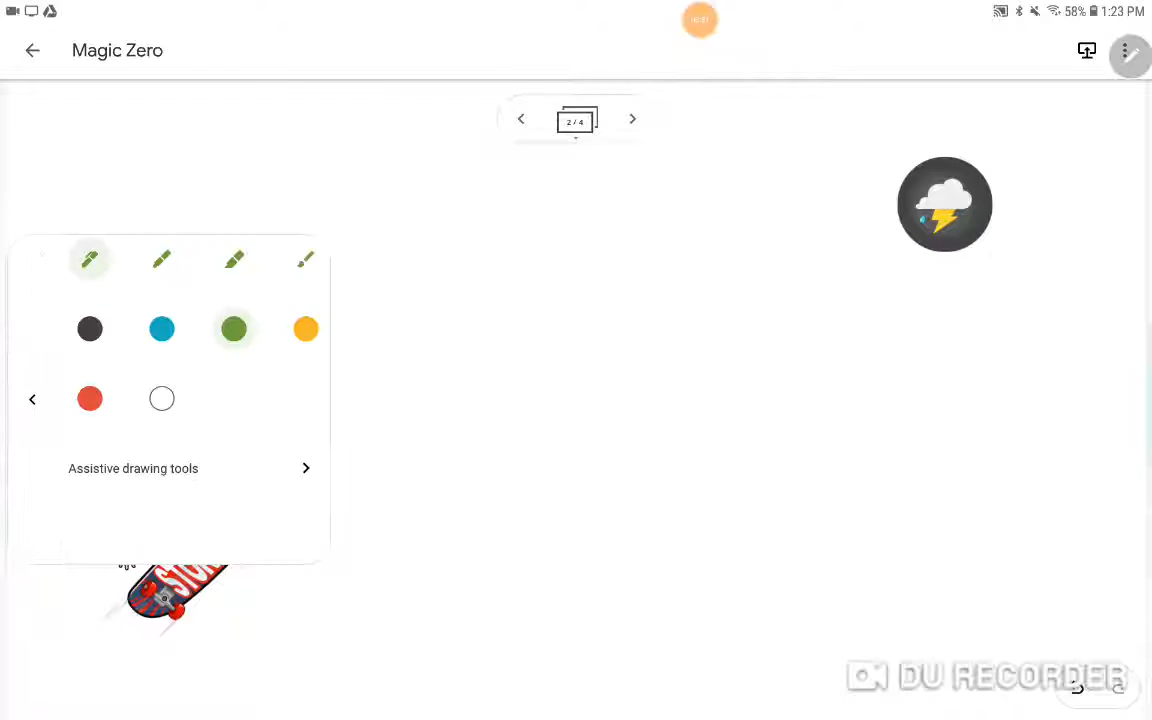 58% 1:23 PM
Magic Zero
2 / 4
Assistive drawing tools
DU RECORDER